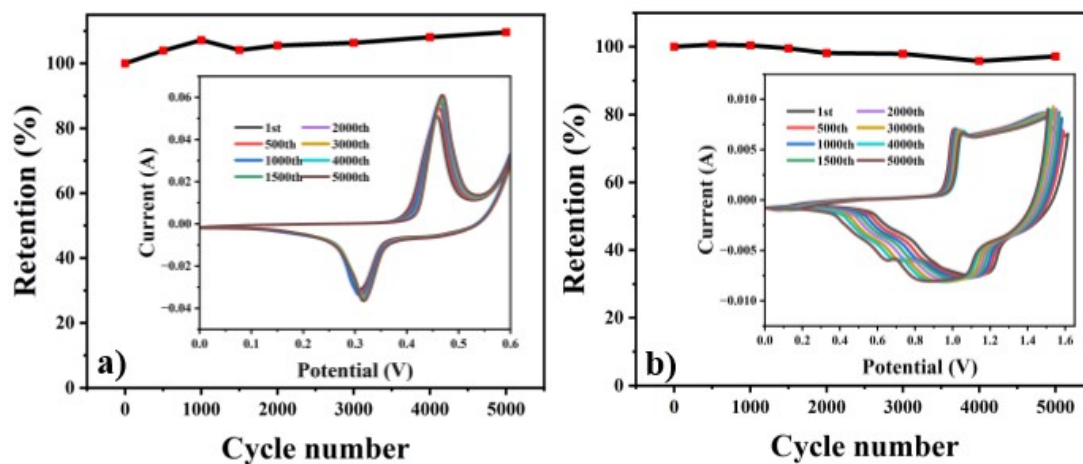 a)
Retention (%)
100
80
60
40
20
0
0 1000 2000 3000 4000 5000
Cycle number
Current (A)
0.06
0.04
0.02
0.00
−0.02
−0.04
1st 2000th
500th 3000th
1000th 4000th
1500th 5000th
0.0 0.1 0.2 0.3 0.4 0.5 0.6
Potential (V)
b)
Retention (%)
100
80
60
40
20
0
0 1000 2000 3000 4000 5000
Cycle number
Current (A)
0.010
0.005
0.000
−0.005
−0.010
1st 2000th
500th 3000th
1000th 4000th
1500th 5000th
0.0 0.2 0.4 0.6 0.8 1.0 1.2 1.4 1.6
Potential (V)